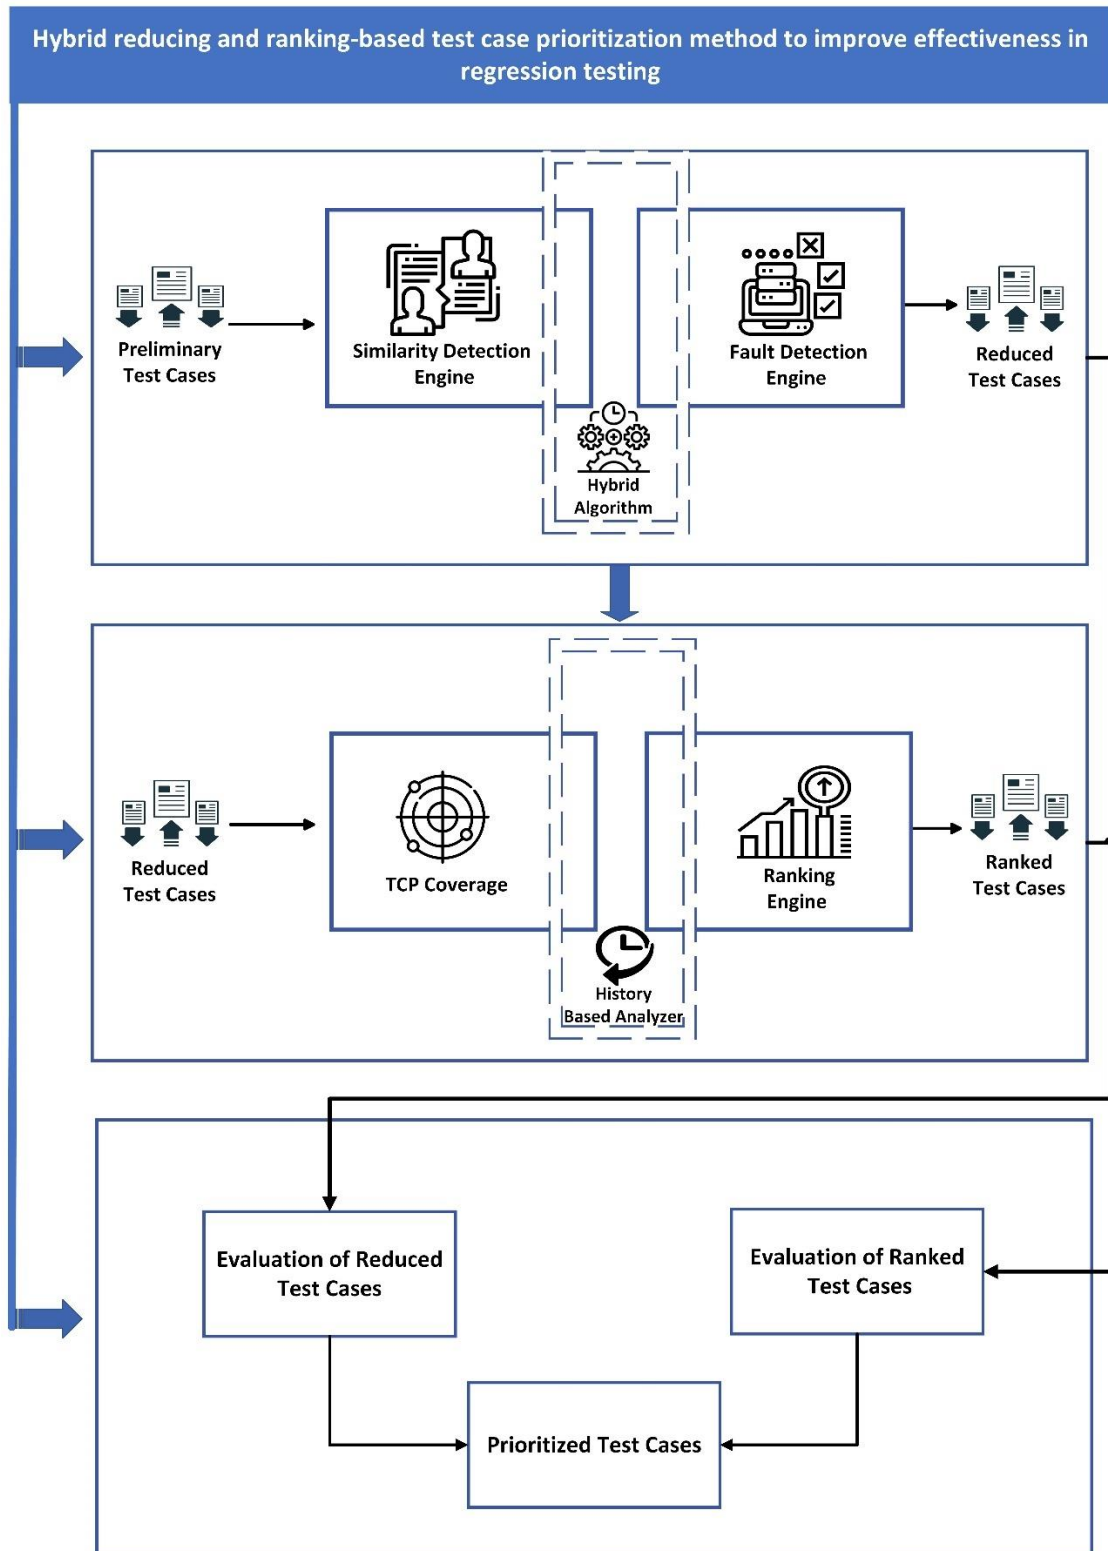 Hybrid reducing and ranking-based test case prioritization method to improve effectiveness in
regression testing
Preliminary
Test Cases
Similarity Detection
Engine
Fault Detection
Engine
Reduced
Test Cases
Hybrid
Algorithm
Reduced
Test Cases
TCP Coverage
Ranking
Engine
Ranked
Test Cases
History
Based Analyzer
Evaluation of Reduced
Test Cases
Evaluation of Ranked
Test Cases
Prioritized Test Cases